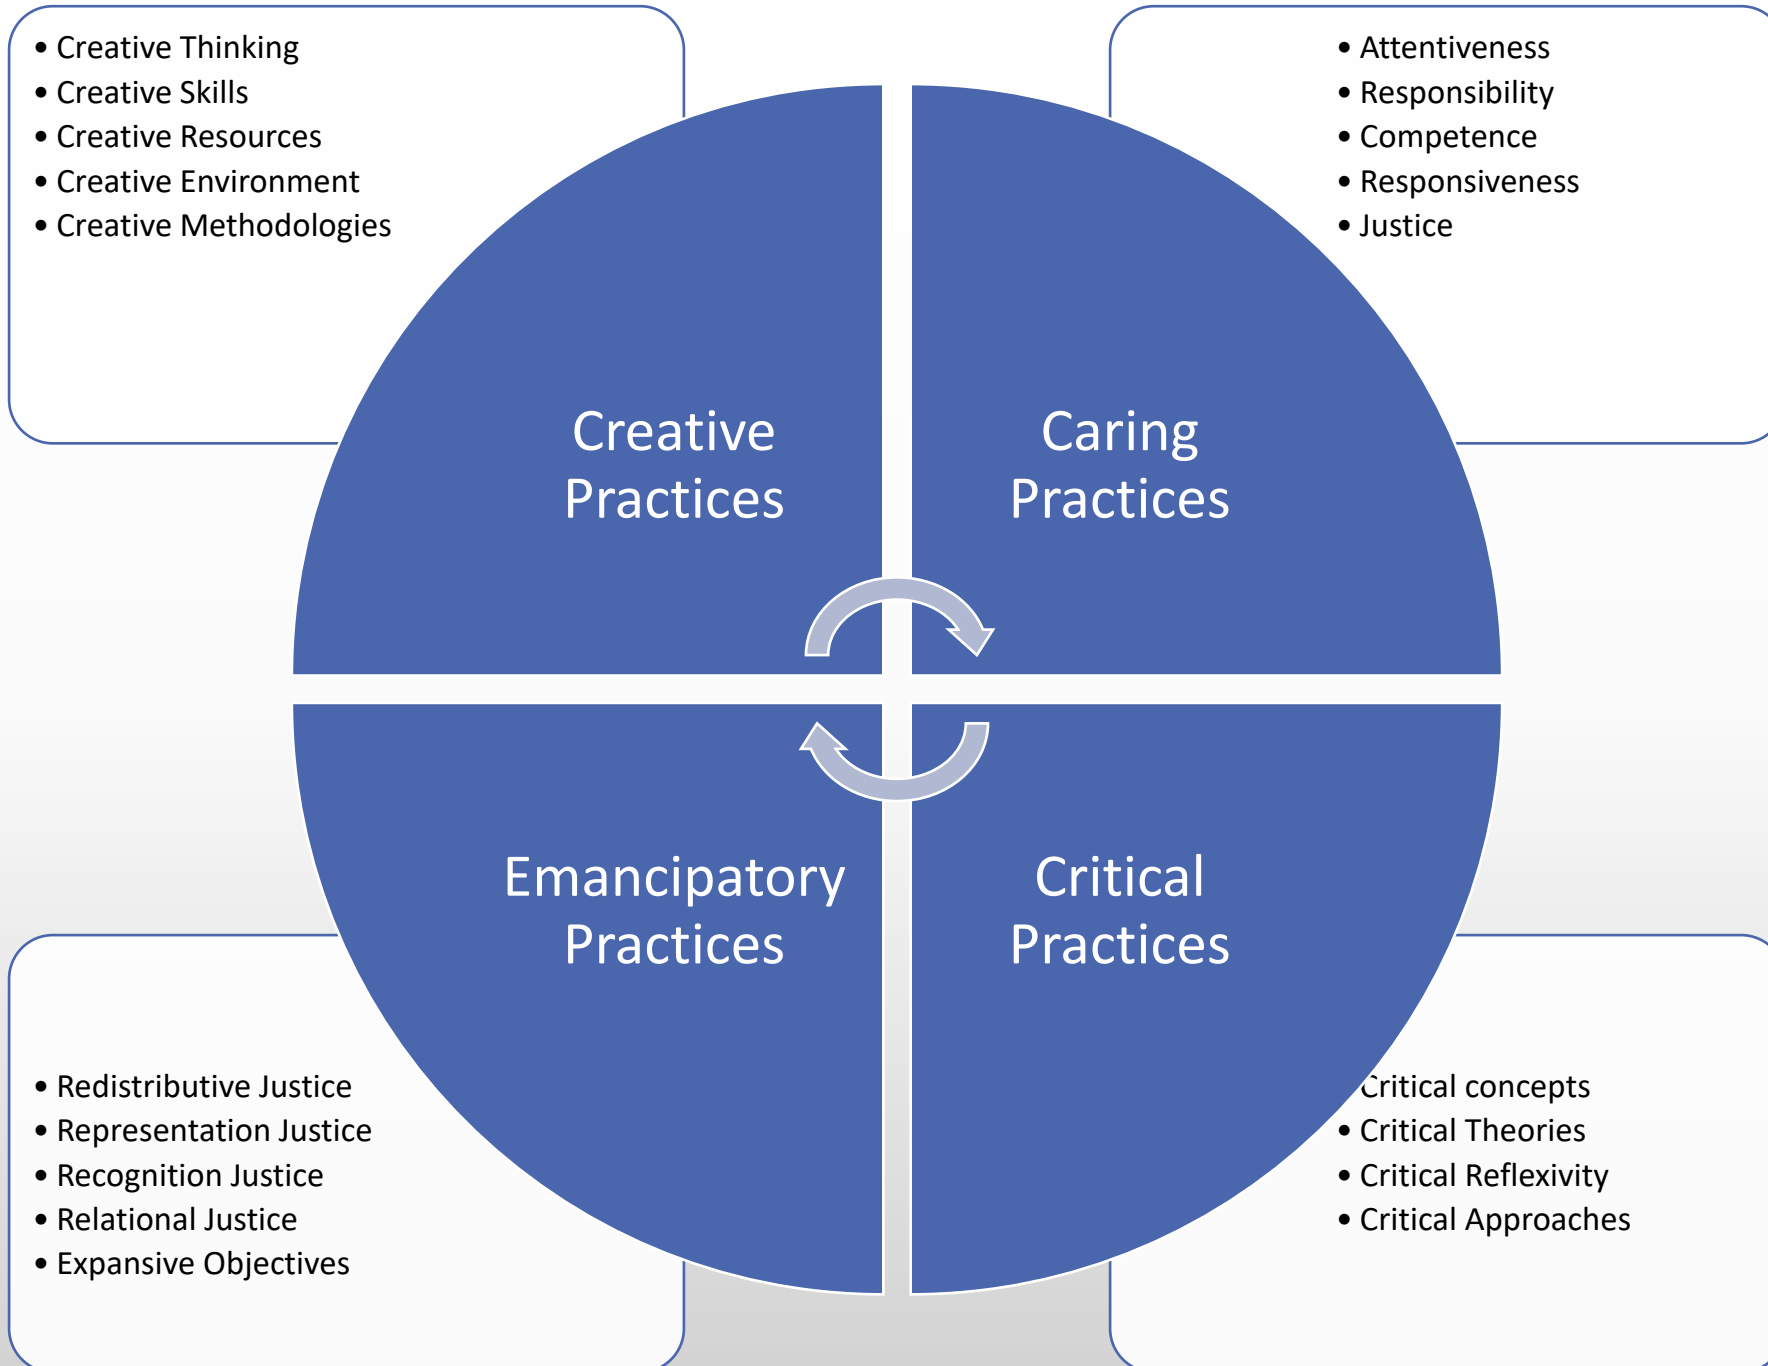 • Creative Thinking
• Creative Skills
• Creative Resources
• Creative Environment
• Creative Methodologies
• Attentiveness
• Responsibility
• Competence
• Responsiveness
• Justice
Creative
Practices
Caring
Practices
Emancipatory
Practices
Critical
Practices
• Redistributive Justice
• Representation Justice
• Recognition Justice
• Relational Justice
• Expansive Objectives
Critical concepts
• Critical Theories
• Critical Reflexivity
• Critical Approaches